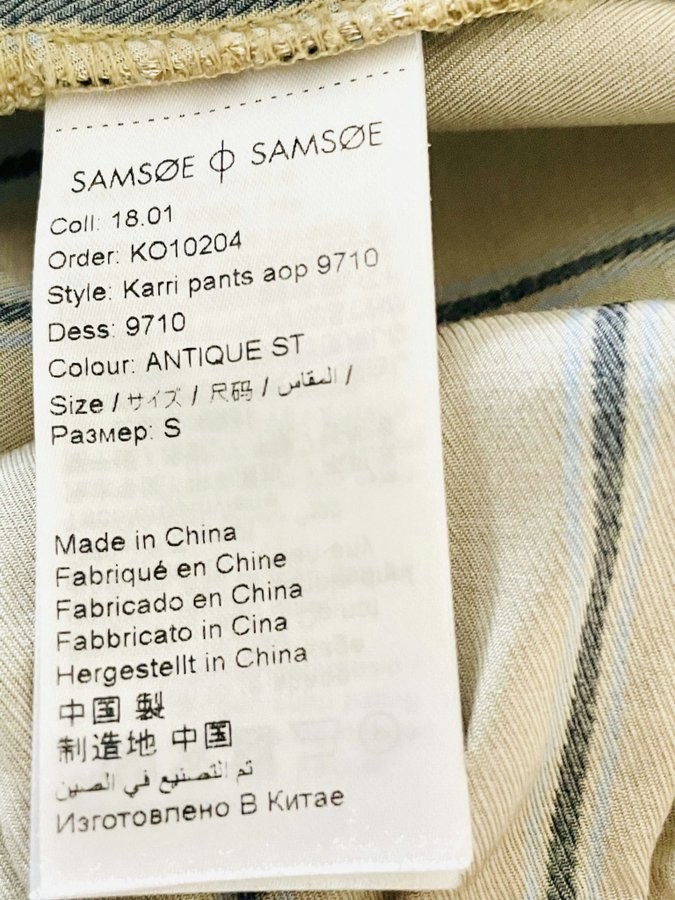 SAMSØE Φ SAMSØE
Coll: 18.01
Order: KO10204
Style: Karri pants aop 9710
Dess: 9710
Colour: ANTIQUE ST
Size / サイズ / 尺码 / المقاس /
Размер: S
Made in China
Fabriqué en Chine
Fabricado en China
Fabbricato in Cina
Hergestellt in China
中国 製
制造地 中国
تم التصنيع في الصين
Изготовлено В Китае